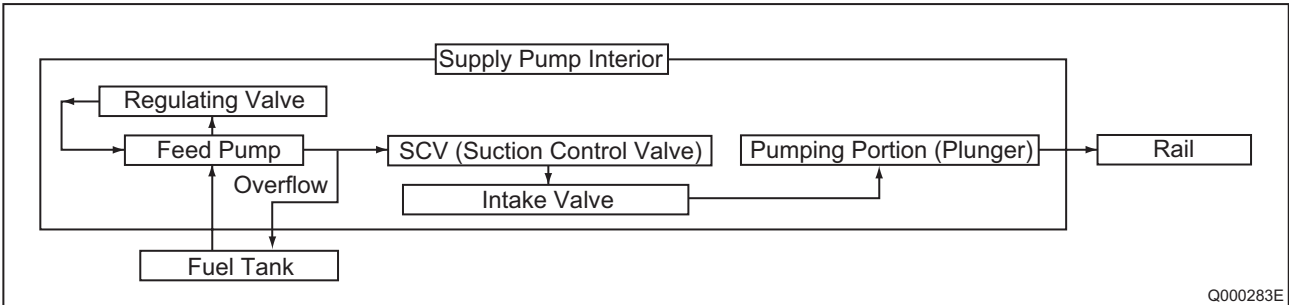 Supply Pump Interior
Regulating Valve
Feed Pump
SCV (Suction Control Valve)
Pumping Portion (Plunger)
Rail
Overflow
Intake Valve
Fuel Tank
Q000283E